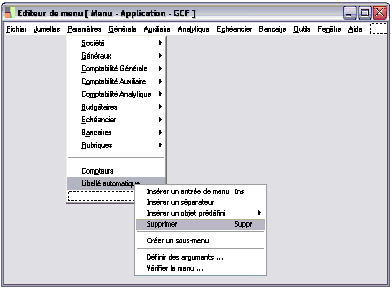 Editeur de menu [ Menu - Application - GCF ]
Fichier Jumelles Paramètres Générale Auxiliaire Analytique Echéancier Bancaire Outils Fenêtre Aide
Société
Généraux
Comptabilité Générale
Comptabilité Auxiliaire
Comptabilité Analytique
Budgétaires
Echéancier
Bancaires
Rubriques
Compteurs
Libellé automatique
Insérer un entrée de menu Ins
Insérer un séparateur
Insérer un objet prédéfini
Supprimer Suppr
Créer un sous-menu
Définir des arguments ...
Vérifier la menu ...